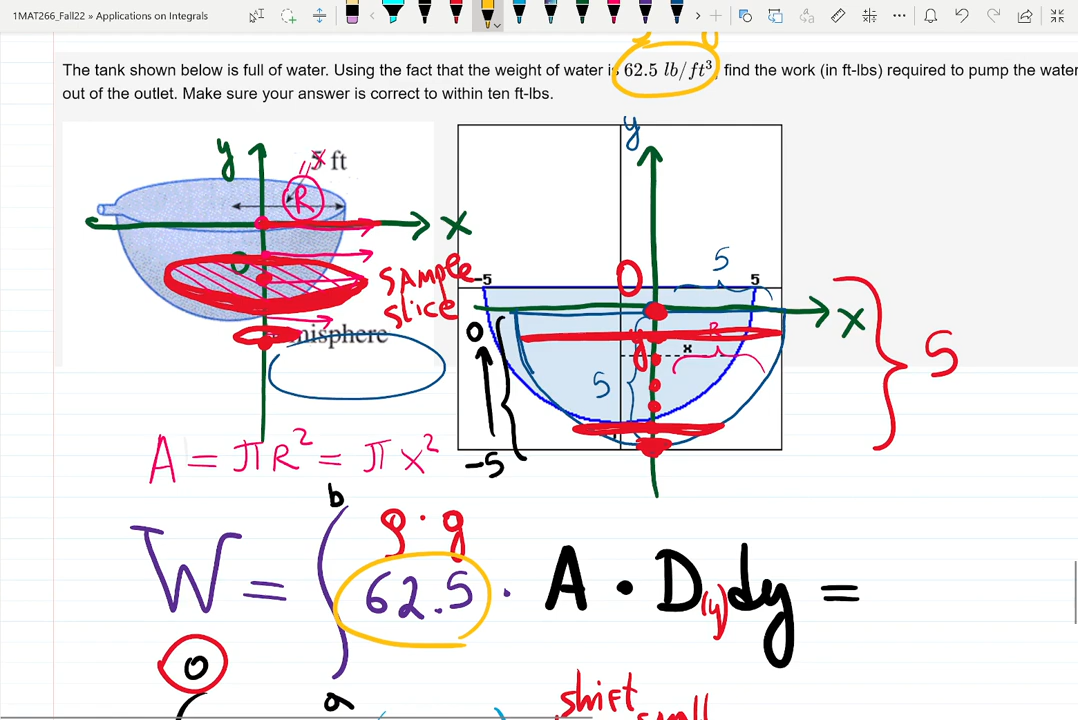 1MAT266_Fall22 » Applications on Integrals
The tank shown below is full of water. Using the fact that the weight of water is 62.5 lb/ft³, find the work (in ft-lbs) required to pump the water
out of the outlet. Make sure your answer is correct to within ten ft-lbs.
y
5 ft
x
R
x
0
hemisphere
SAMPLE
slice
y
-5
5
5
0
x
R
x
y
5
0
-5
5
A = πR² = πx²
b
ρ · g
W = ∫ 62.5 · A · D(y) dy =
a
0
shift
small